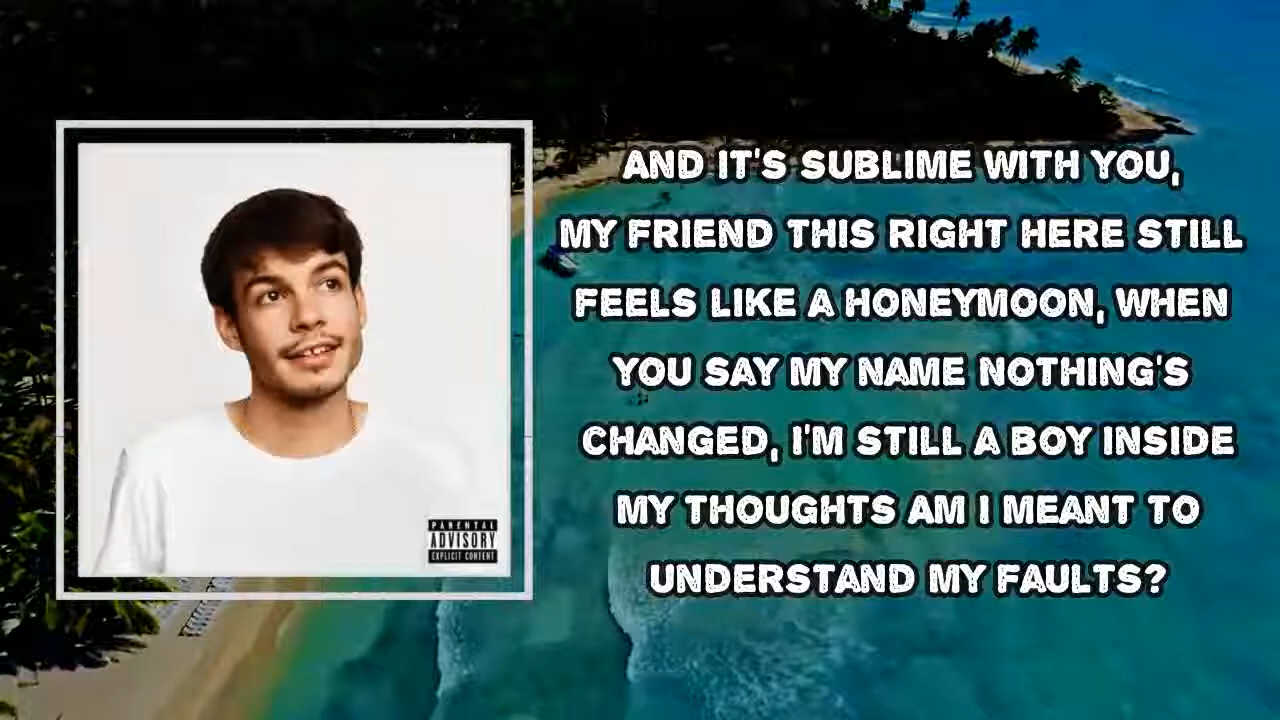 AND IT'S SUBLIME WITH YOU,
MY FRIEND THIS RIGHT HERE STILL
FEELS LIKE A HONEYMOON, WHEN
YOU SAY MY NAME NOTHING'S
CHANGED, I'M STILL A BOY INSIDE
MY THOUGHTS AM I MEANT TO
UNDERSTAND MY FAULTS?
PARENTAL
ADVISORY
EXPLICIT CONTENT